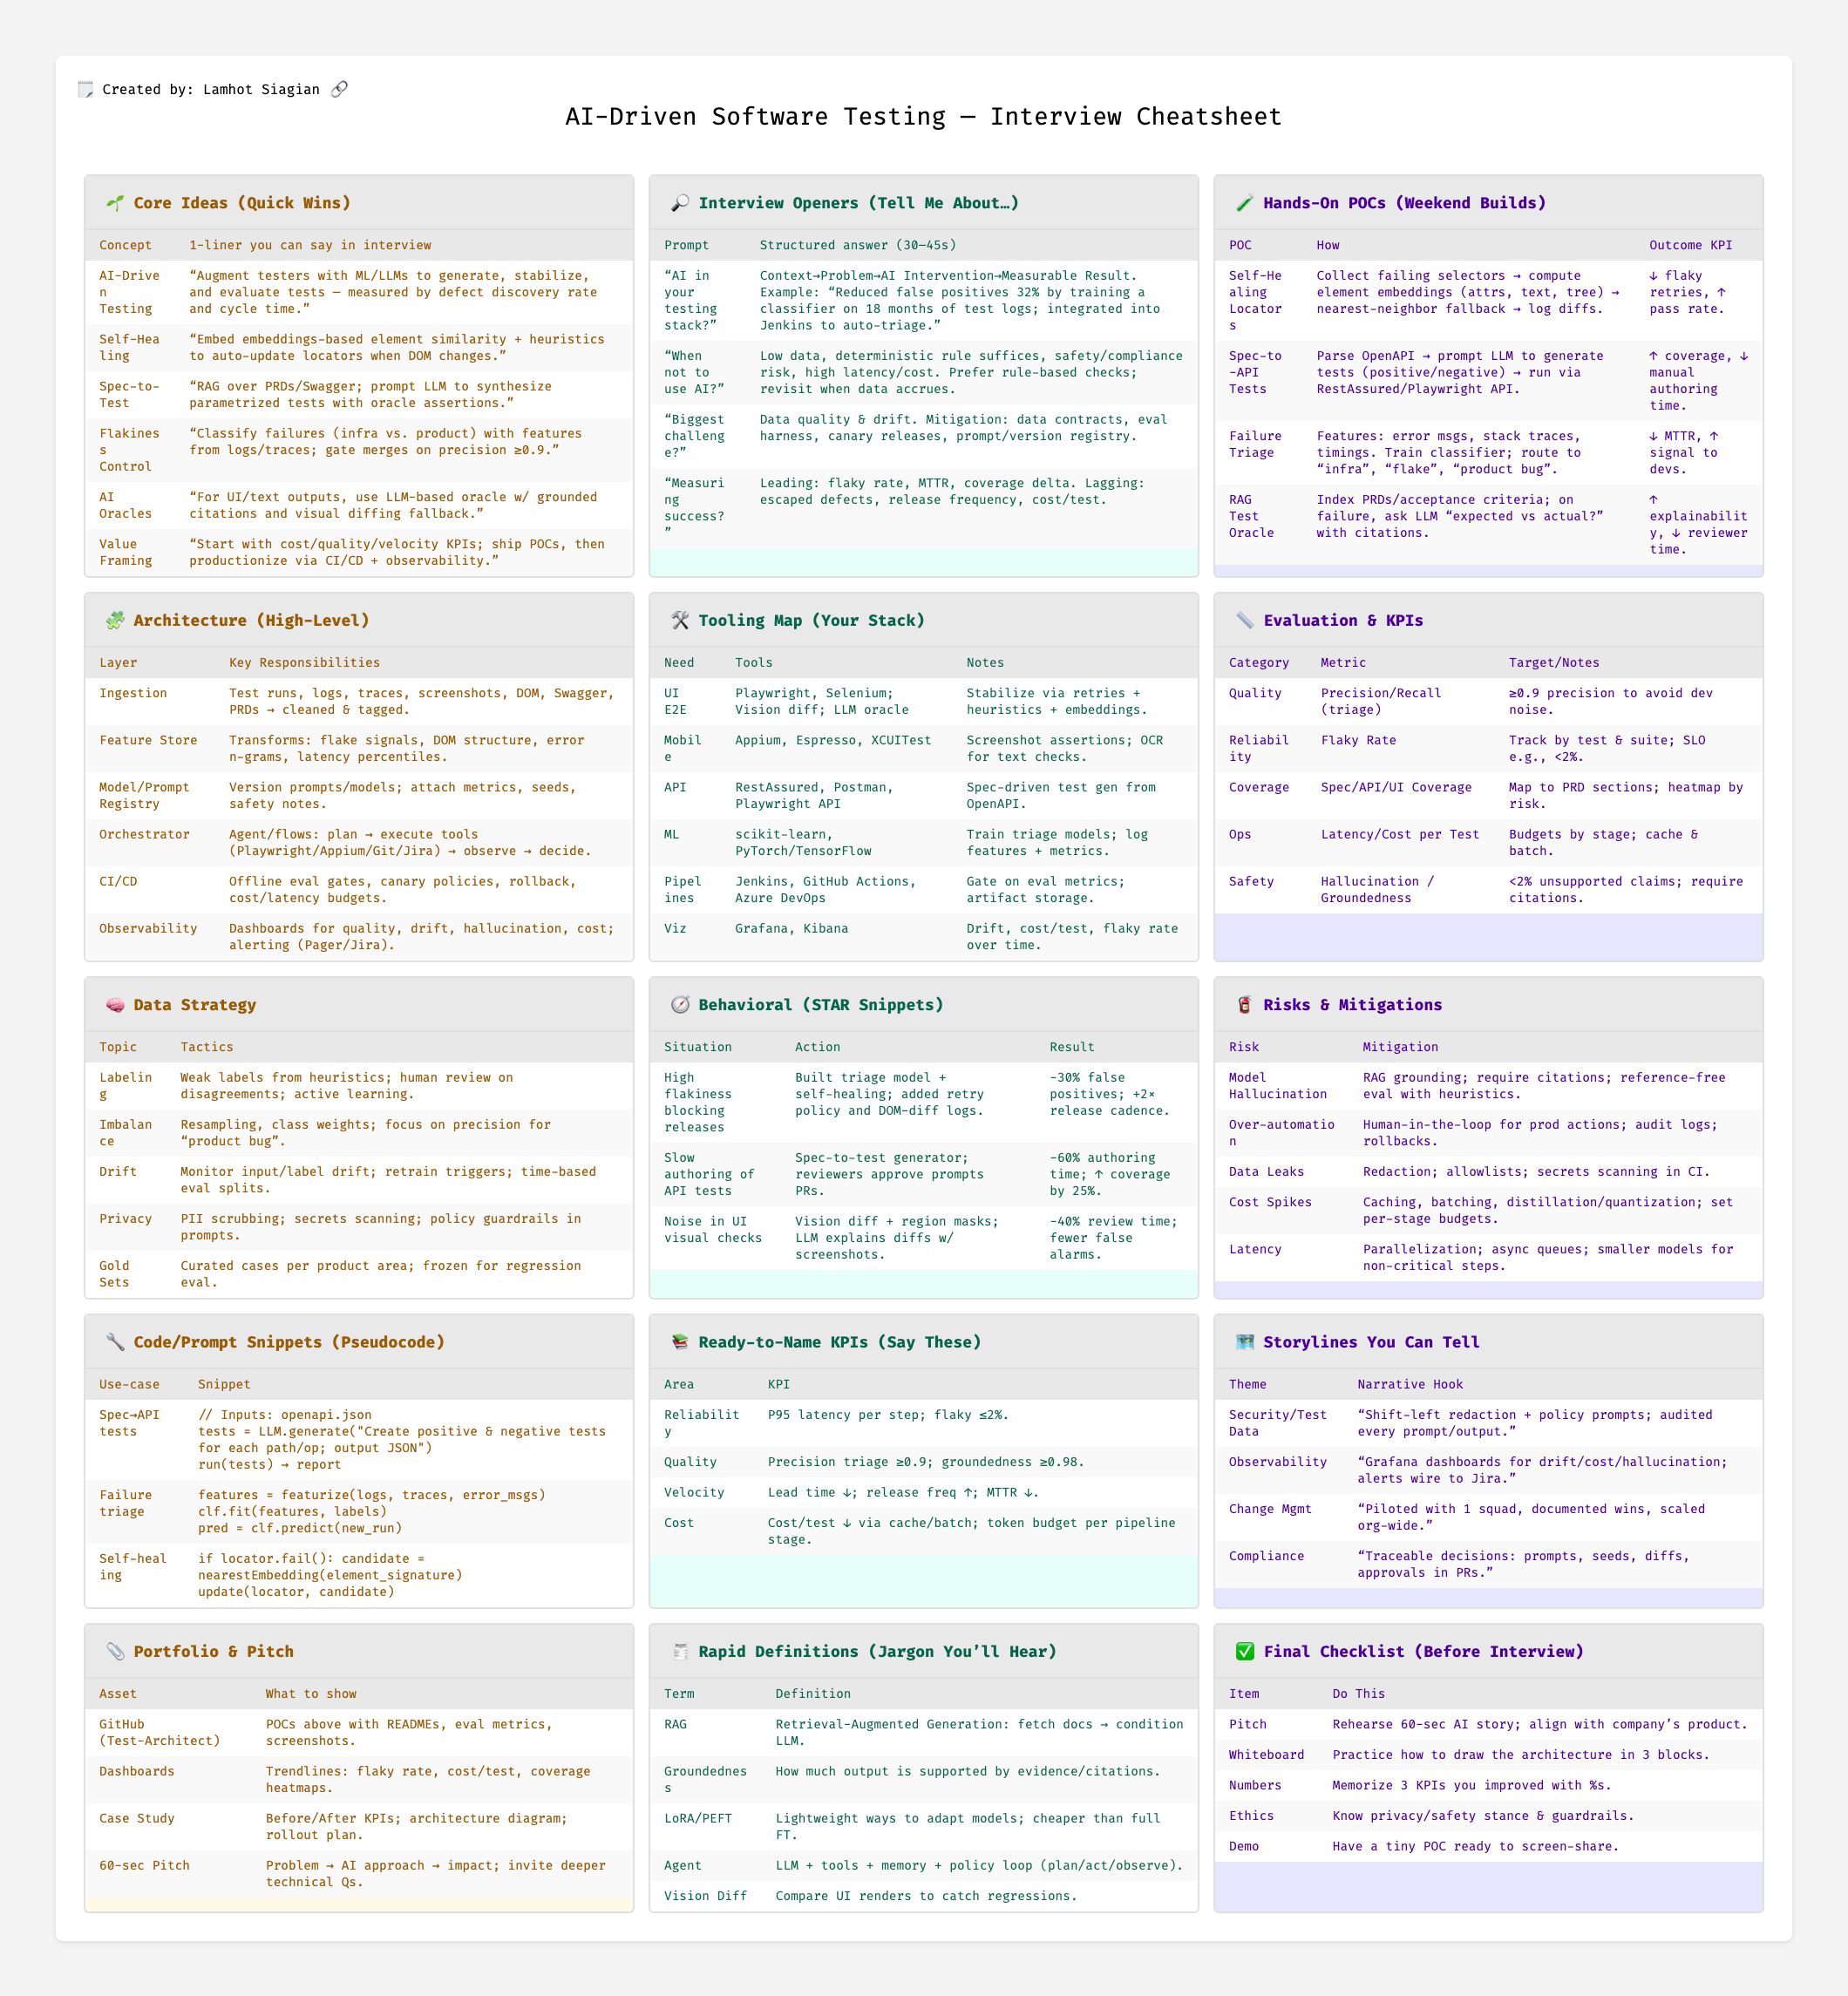 Created by: Lamhot Siagian
AI-Driven Software Testing — Interview Cheatsheet
Core Ideas (Quick Wins)
Concept 1-liner you can say in interview
AI-Drive “Augment testers with ML/LLMs to generate, stabilize,
n and evaluate tests — measured by defect discovery rate
Testing and cycle time.”
Self-Hea “Embed embeddings-based element similarity + heuristics
ling to auto-update locators when DOM changes.”
Spec-to- “RAG over PRDs/Swagger; prompt LLM to synthesize
Test parametrized tests with oracle assertions.”
Flakines “Classify failures (infra vs. product) with features
s from logs/traces; gate merges on precision ≥0.9.”
Control
AI “For UI/text outputs, use LLM-based oracle w/ grounded
Oracles citations and visual diffing fallback.”
Value “Start with cost/quality/velocity KPIs; ship POCs, then
Framing productionize via CI/CD + observability.”
Interview Openers (Tell Me About…)
Prompt Structured answer (30–45s)
“AI in Context→Problem→AI Intervention→Measurable Result.
your Example: “Reduced false positives 32% by training a
testing classifier on 18 months of test logs; integrated into
stack?” Jenkins to auto-triage.”
“When Low data, deterministic rule suffices, safety/compliance
not to risk, high latency/cost. Prefer rule-based checks;
use AI?” revisit when data accrues.
“Biggest Data quality & drift. Mitigation: data contracts, eval
challeng harness, canary releases, prompt/version registry.
e?”
“Measuri Leading: flaky rate, MTTR, coverage delta. Lagging:
ng escaped defects, release frequency, cost/test.
success?
”
Hands-On POCs (Weekend Builds)
POC How Outcome KPI
Self-He Collect failing selectors → compute ↓ flaky
aling element embeddings (attrs, text, tree) → retries, ↑
Locator nearest-neighbor fallback → log diffs. pass rate.
s
Spec-to Parse OpenAPI → prompt LLM to generate ↑ coverage, ↓
-API tests (positive/negative) → run via manual
Tests RestAssured/Playwright API. authoring
time.
Failure Features: error msgs, stack traces, ↓ MTTR, ↑
Triage timings. Train classifier; route to signal to
“infra”, “flake”, “product bug”. devs.
RAG Index PRDs/acceptance criteria; on ↑
Test failure, ask LLM “expected vs actual?” explainabilit
Oracle with citations. y, ↓ reviewer
time.
Architecture (High-Level)
Layer Key Responsibilities
Ingestion Test runs, logs, traces, screenshots, DOM, Swagger,
PRDs → cleaned & tagged.
Feature Store Transforms: flake signals, DOM structure, error
n-grams, latency percentiles.
Model/Prompt Version prompts/models; attach metrics, seeds,
Registry safety notes.
Orchestrator Agent/flows: plan → execute tools
(Playwright/Appium/Git/Jira) → observe → decide.
CI/CD Offline eval gates, canary policies, rollback,
cost/latency budgets.
Observability Dashboards for quality, drift, hallucination, cost;
alerting (Pager/Jira).
Tooling Map (Your Stack)
Need Tools Notes
UI Playwright, Selenium; Stabilize via retries +
E2E Vision diff; LLM oracle heuristics + embeddings.
Mobil Appium, Espresso, XCUITest Screenshot assertions; OCR
e for text checks.
API RestAssured, Postman, Spec-driven test gen from
Playwright API OpenAPI.
ML scikit-learn, Train triage models; log
PyTorch/TensorFlow features + metrics.
Pipel Jenkins, GitHub Actions, Gate on eval metrics;
ines Azure DevOps artifact storage.
Viz Grafana, Kibana Drift, cost/test, flaky rate
over time.
Evaluation & KPIs
Category Metric Target/Notes
Quality Precision/Recall ≥0.9 precision to avoid dev
(triage) noise.
Reliabil Flaky Rate Track by test & suite; SLO
ity e.g., <2%.
Coverage Spec/API/UI Coverage Map to PRD sections; heatmap by
risk.
Ops Latency/Cost per Test Budgets by stage; cache &
batch.
Safety Hallucination / <2% unsupported claims; require
Groundedness citations.
Data Strategy
Topic Tactics
Labelin Weak labels from heuristics; human review on
g disagreements; active learning.
Imbalan Resampling, class weights; focus on precision for
ce “product bug”.
Drift Monitor input/label drift; retrain triggers; time-based
eval splits.
Privacy PII scrubbing; secrets scanning; policy guardrails in
prompts.
Gold Curated cases per product area; frozen for regression
Sets eval.
Behavioral (STAR Snippets)
Situation Action Result
High Built triage model + -30% false
flakiness self-healing; added retry positives; +2×
blocking policy and DOM-diff logs. release cadence.
releases
Slow Spec-to-test generator; -60% authoring
authoring of reviewers approve prompts time; ↑ coverage
API tests PRs. by 25%.
Noise in UI Vision diff + region masks; -40% review time;
visual checks LLM explains diffs w/ fewer false
screenshots. alarms.
Risks & Mitigations
Risk Mitigation
Model RAG grounding; require citations; reference-free
Hallucination eval with heuristics.
Over-automatio Human-in-the-loop for prod actions; audit logs;
n rollbacks.
Data Leaks Redaction; allowlists; secrets scanning in CI.
Cost Spikes Caching, batching, distillation/quantization; set
per-stage budgets.
Latency Parallelization; async queues; smaller models for
non-critical steps.
Code/Prompt Snippets (Pseudocode)
Use-case Snippet
Spec→API // Inputs: openapi.json
tests tests = LLM.generate("Create positive & negative tests
for each path/op; output JSON")
run(tests) → report
Failure features = featurize(logs, traces, error_msgs)
triage clf.fit(features, labels)
pred = clf.predict(new_run)
Self-heal if locator.fail(): candidate =
ing nearestEmbedding(element_signature)
update(locator, candidate)
Ready-to-Name KPIs (Say These)
Area KPI
Reliabilit P95 latency per step; flaky ≤2%.
y
Quality Precision triage ≥0.9; groundedness ≥0.98.
Velocity Lead time ↓; release freq ↑; MTTR ↓.
Cost Cost/test ↓ via cache/batch; token budget per pipeline
stage.
Storylines You Can Tell
Theme Narrative Hook
Security/Test “Shift-left redaction + policy prompts; audited
Data every prompt/output.”
Observability “Grafana dashboards for drift/cost/hallucination;
alerts wire to Jira.”
Change Mgmt “Piloted with 1 squad, documented wins, scaled
org-wide.”
Compliance “Traceable decisions: prompts, seeds, diffs,
approvals in PRs.”
Portfolio & Pitch
Asset What to show
GitHub POCs above with READMEs, eval metrics,
(Test-Architect) screenshots.
Dashboards Trendlines: flaky rate, cost/test, coverage
heatmaps.
Case Study Before/After KPIs; architecture diagram;
rollout plan.
60-sec Pitch Problem → AI approach → impact; invite deeper
technical Qs.
Rapid Definitions (Jargon You’ll Hear)
Term Definition
RAG Retrieval-Augmented Generation: fetch docs → condition
LLM.
Groundednes How much output is supported by evidence/citations.
s
LoRA/PEFT Lightweight ways to adapt models; cheaper than full
FT.
Agent LLM + tools + memory + policy loop (plan/act/observe).
Vision Diff Compare UI renders to catch regressions.
Final Checklist (Before Interview)
Item Do This
Pitch Rehearse 60-sec AI story; align with company’s product.
Whiteboard Practice how to draw the architecture in 3 blocks.
Numbers Memorize 3 KPIs you improved with %s.
Ethics Know privacy/safety stance & guardrails.
Demo Have a tiny POC ready to screen-share.